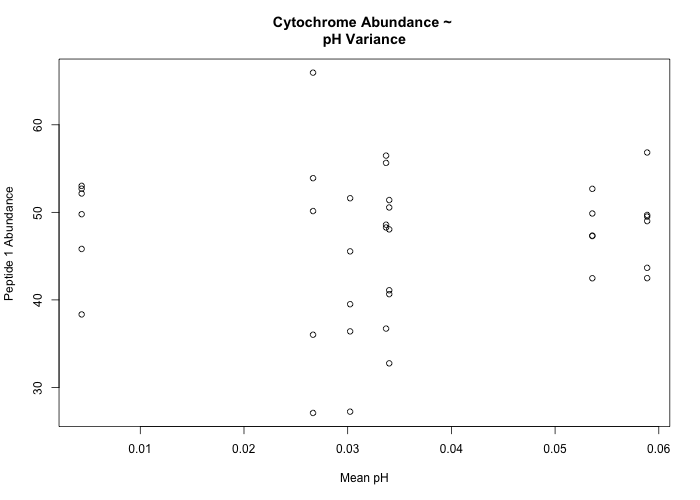 Cytochrome Abundance ~
pH Variance
Peptide 1 Abundance
60
50
40
30
0.01 0.02 0.03 0.04 0.05 0.06
Mean pH